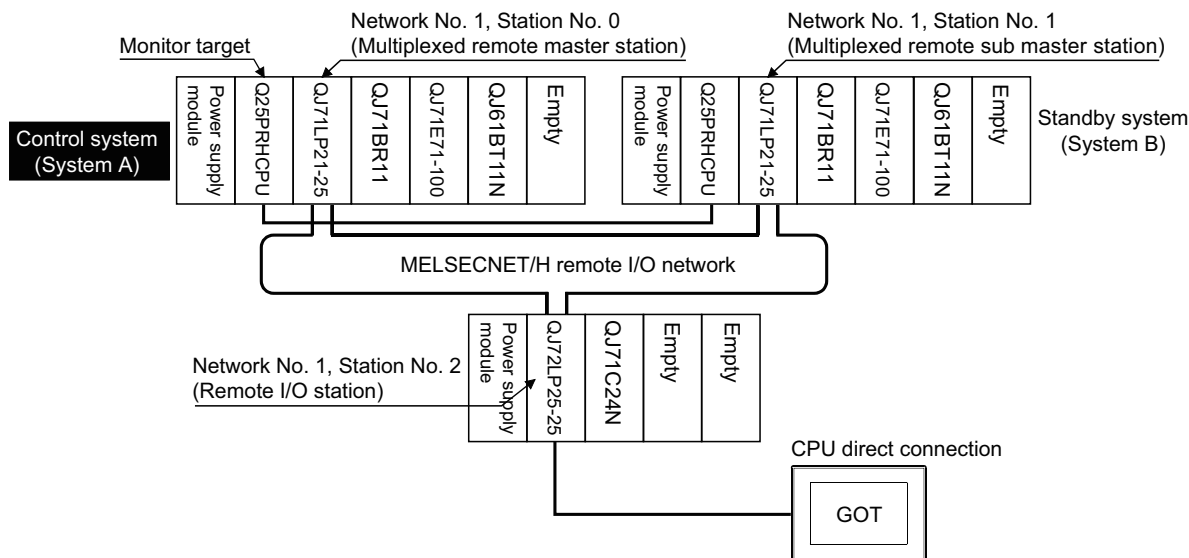 Network No. 1, Station No. 0
(Multiplexed remote master station)
Network No. 1, Station No. 1
(Multiplexed remote sub master station)
Monitor target
Control system
(System A)
Power supply
module
Q25PRHCPU
QJ71LP21-25
QJ71BR11
QJ71E71-100
QJ61BT11N
Empty
Power supply
module
Q25PRHCPU
QJ71LP21-25
QJ71BR11
QJ71E71-100
QJ61BT11N
Empty
Standby system
(System B)
MELSECNET/H remote I/O network
Network No. 1, Station No. 2
(Remote I/O station)
Power supply
module
QJ72LP25-25
QJ71C24N
Empty
Empty
CPU direct connection
GOT